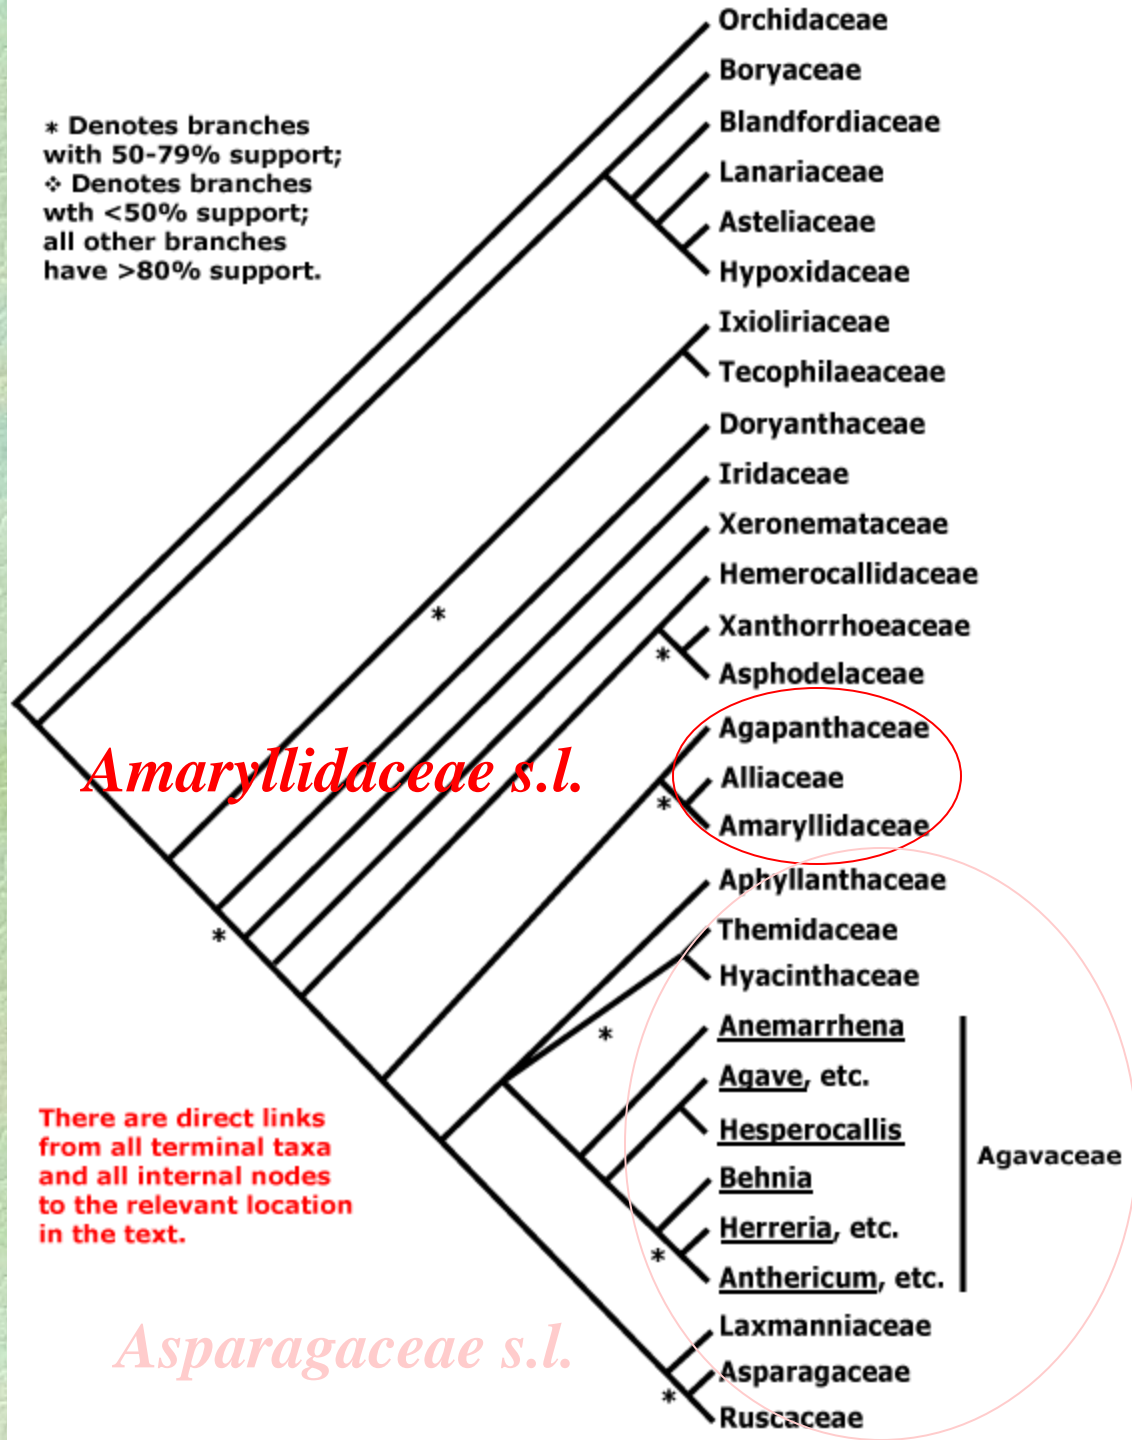 Orchidaceae
Boryaceae
* Denotes branches
with 50-79% support;
❖ Denotes branches
wth <50% support;
all other branches
have >80% support.
Blandfordiaceae
Lanariaceae
Asteliaceae
Hypoxidaceae
Ixioliriaceae
Tecophilaeaceae
Doryanthaceae
Iridaceae
Xeronemataceae
Hemerocallidaceae
*
Xanthorrhoeaceae
*
Asphodelaceae
Agapanthaceae
Amaryllidaceae s.l.
Alliaceae
*
Amaryllidaceae
Aphyllanthaceae
Themidaceae
*
Hyacinthaceae
Anemarrhena
*
Agave, etc.
Hesperocallis
Agavaceae
There are direct links
from all terminal taxa
and all internal nodes
to the relevant location
in the text.
Behnia
Herreria, etc.
*
Anthericum, etc.
Laxmanniaceae
Asparagaceae s.l.
Asparagaceae
*
Ruscaceae